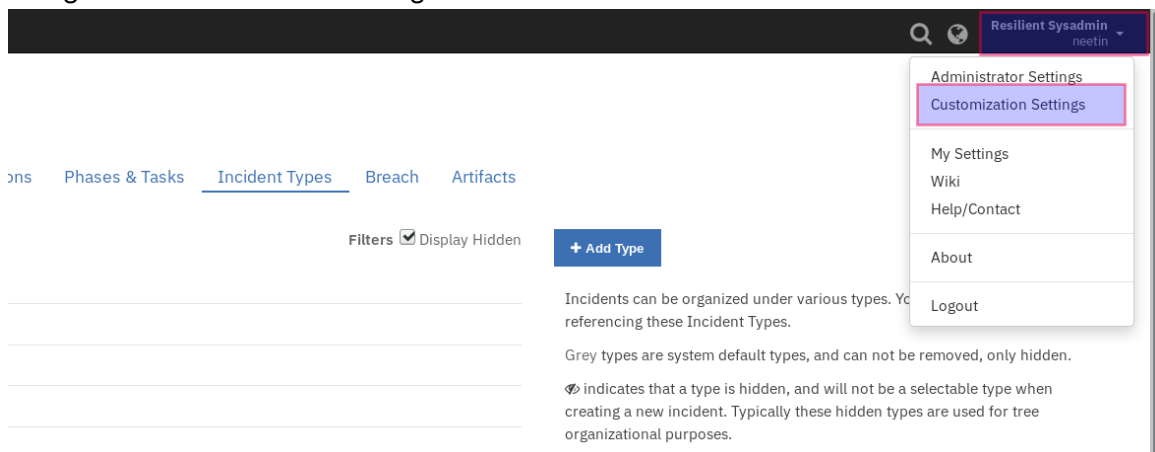 Resilient Sysadmin
neetin
Administrator Settings
Customization Settings
My Settings
Wiki
Help/Contact
About
Logout
ons Phases & Tasks Incident Types Breach Artifacts
Filters Display Hidden
+ Add Type
Incidents can be organized under various types. Yo
referencing these Incident Types.
Grey types are system default types, and can not be removed, only hidden.
indicates that a type is hidden, and will not be a selectable type when
creating a new incident. Typically these hidden types are used for tree
organizational purposes.